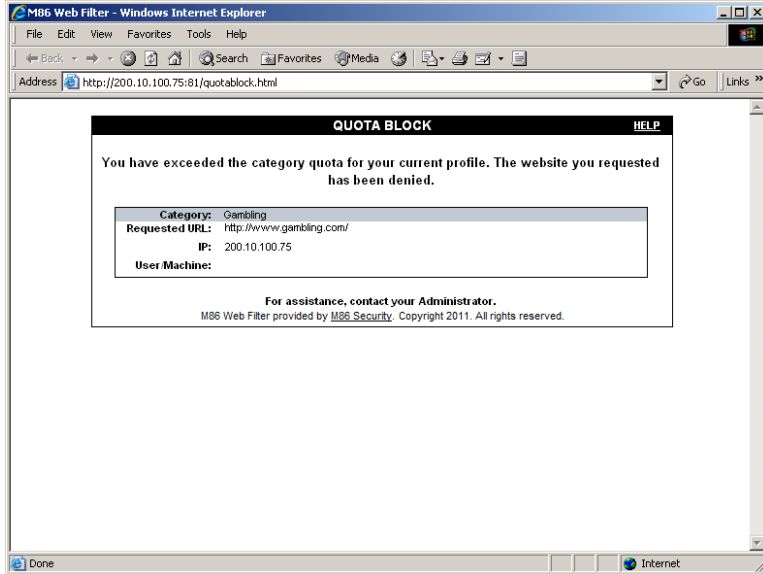 M86 Web Filter - Windows Internet Explorer
File Edit View Favorites Tools Help
Back Search Favorites Media
Address http://200.10.100.75:81/quotablock.html Go Links »
QUOTA BLOCK HELP
You have exceeded the category quota for your current profile. The website you requested
has been denied.
Category: Gambling
Requested URL: http://www.gambling.com/
IP: 200.10.100.75
User/Machine:
For assistance, contact your Administrator.
M86 Web Filter provided by M86 Security. Copyright 2011. All rights reserved.
Done Internet